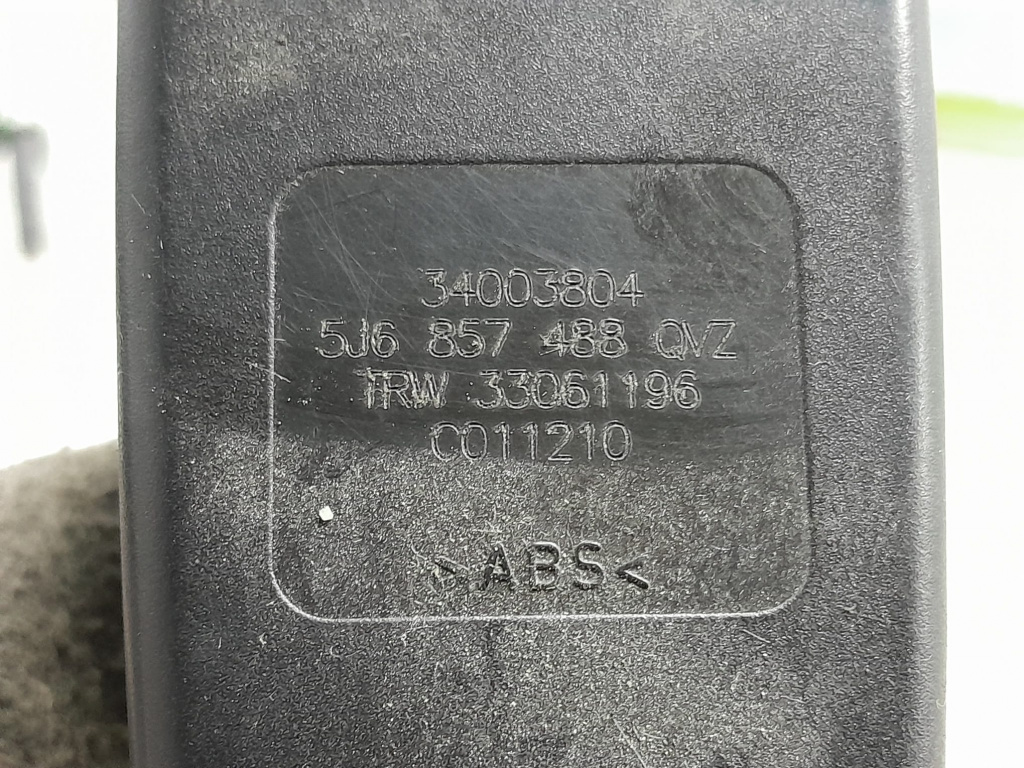 34003804
5J6 857 488 QVZ
TRW 33061196
C011210
>ABS<